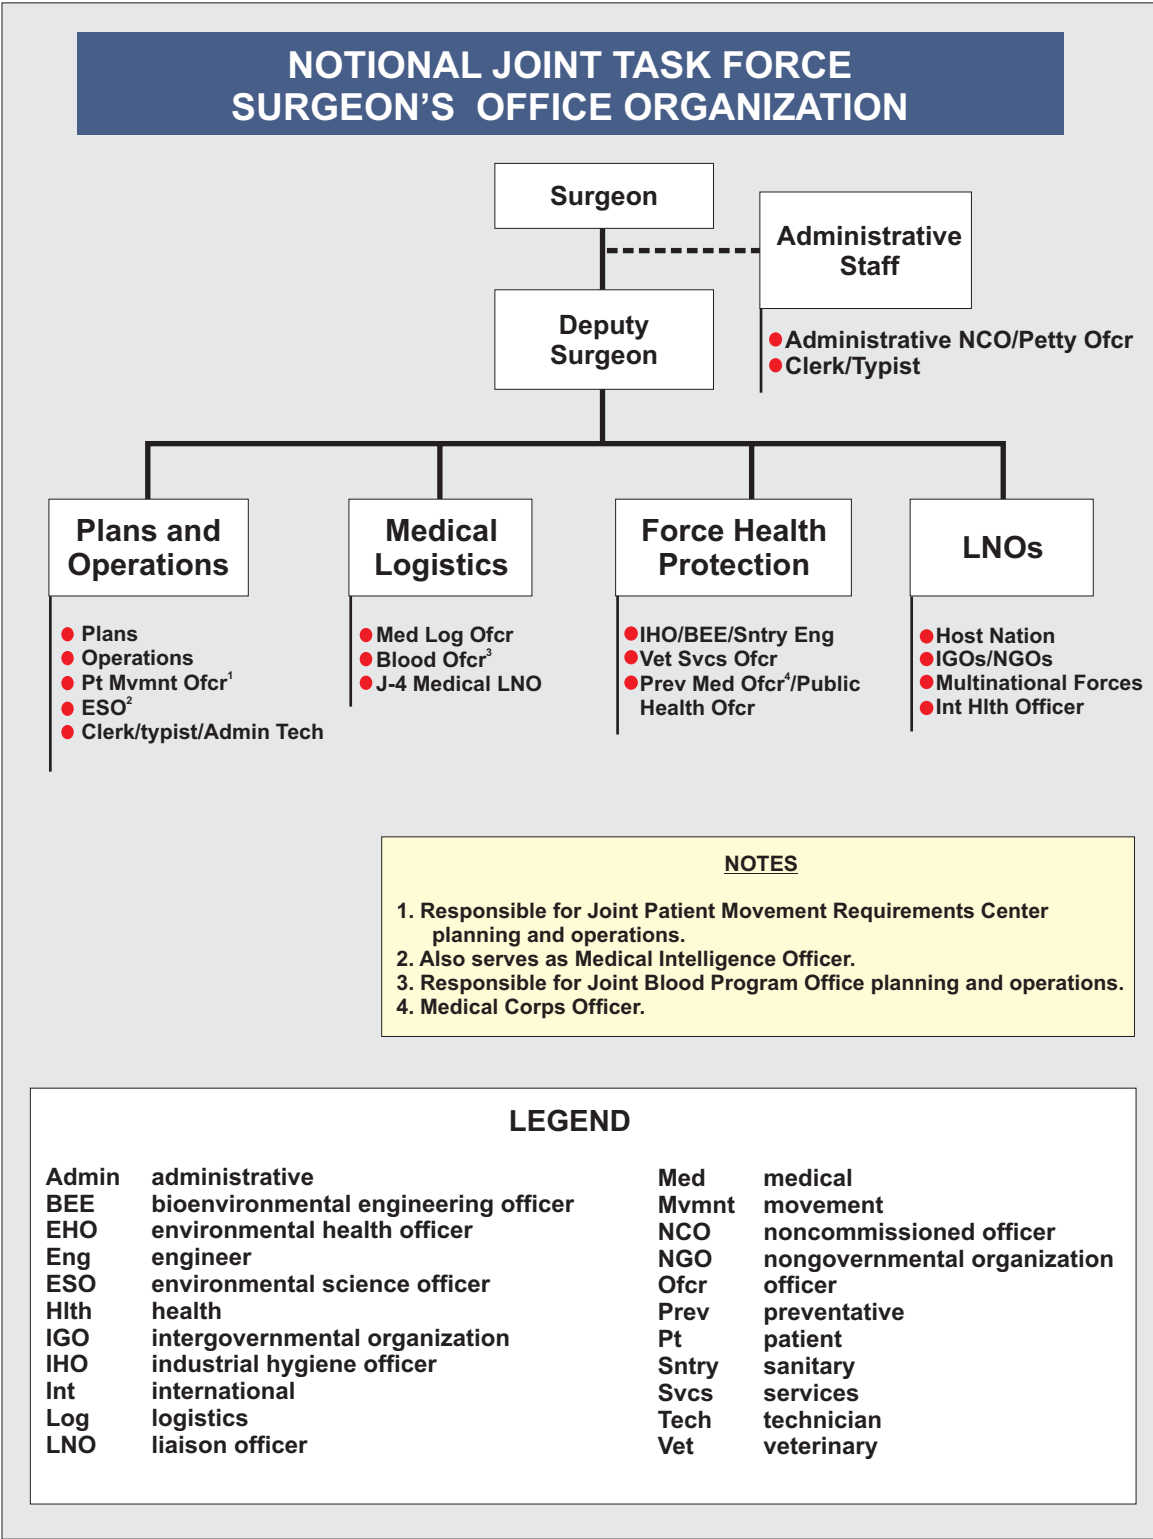 NOTIONAL JOINT TASK FORCE
SURGEON'S OFFICE ORGANIZATION
Surgeon
Administrative
Staff
Administrative NCO/Petty Ofcr
Clerk/Typist
Deputy
Surgeon
Plans and
Operations
Plans
Operations
Pt Mvmnt Ofcr¹
ESO²
Clerk/typist/Admin Tech
Medical
Logistics
Med Log Ofcr
Blood Ofcr³
J-4 Medical LNO
Force Health
Protection
IHO/BEE/Sntry Eng
Vet Svcs Ofcr
Prev Med Ofcr⁴/Public
Health Ofcr
LNOs
Host Nation
IGOs/NGOs
Multinational Forces
Int Hlth Officer
NOTES
1. Responsible for Joint Patient Movement Requirements Center
planning and operations.
2. Also serves as Medical Intelligence Officer.
3. Responsible for Joint Blood Program Office planning and operations.
4. Medical Corps Officer.
LEGEND
Admin administrative
BEE bioenvironmental engineering officer
EHO environmental health officer
Eng engineer
ESO environmental science officer
Hlth health
IGO intergovernmental organization
IHO industrial hygiene officer
Int international
Log logistics
LNO liaison officer
Med medical
Mvmnt movement
NCO noncommissioned officer
NGO nongovernmental organization
Ofcr officer
Prev preventative
Pt patient
Sntry sanitary
Svcs services
Tech technician
Vet veterinary